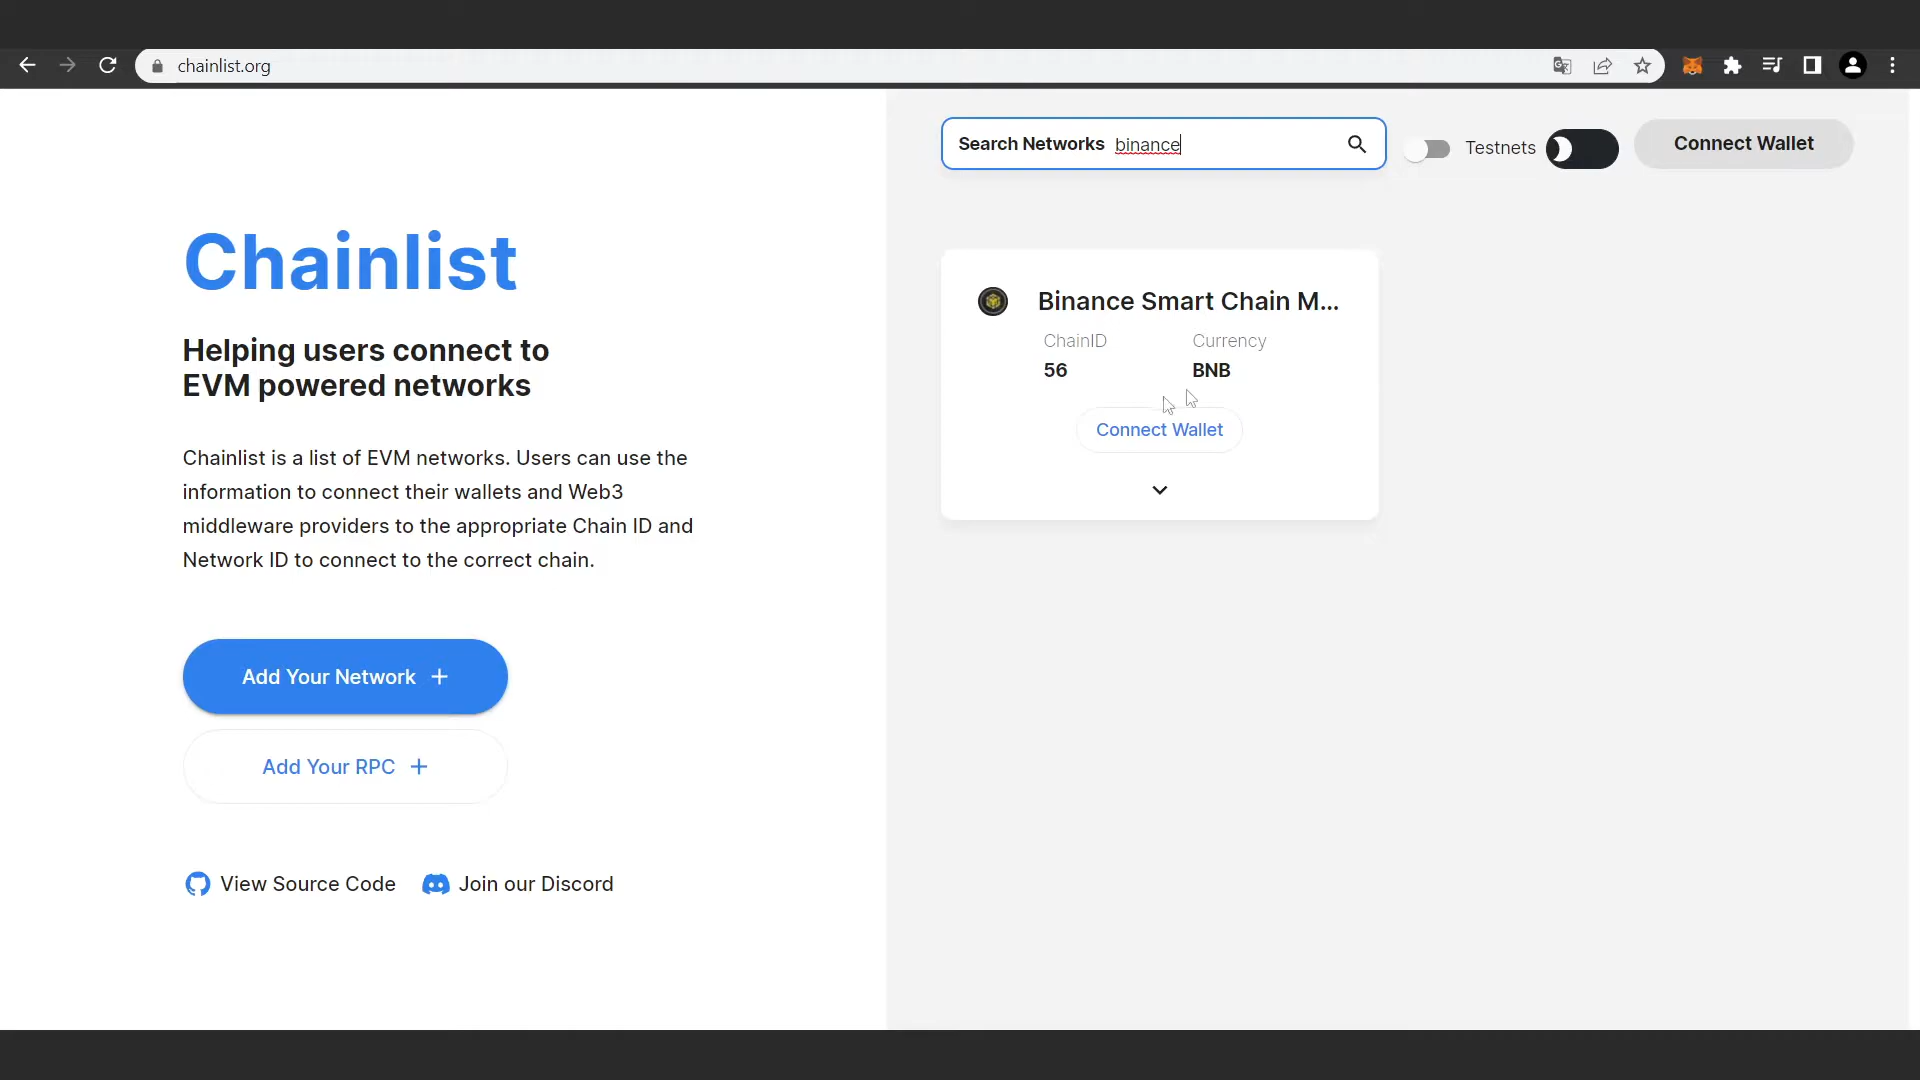 chainlist.org
Search Networks binance
Testnets
Connect Wallet
Chainlist
Helping users connect to
EVM powered networks
Chainlist is a list of EVM networks. Users can use the
information to connect their wallets and Web3
middleware providers to the appropriate Chain ID and
Network ID to connect to the correct chain.
Add Your Network +
Add Your RPC +
View Source Code
Join our Discord
Binance Smart Chain M...
ChainID
Currency
56
BNB
Connect Wallet